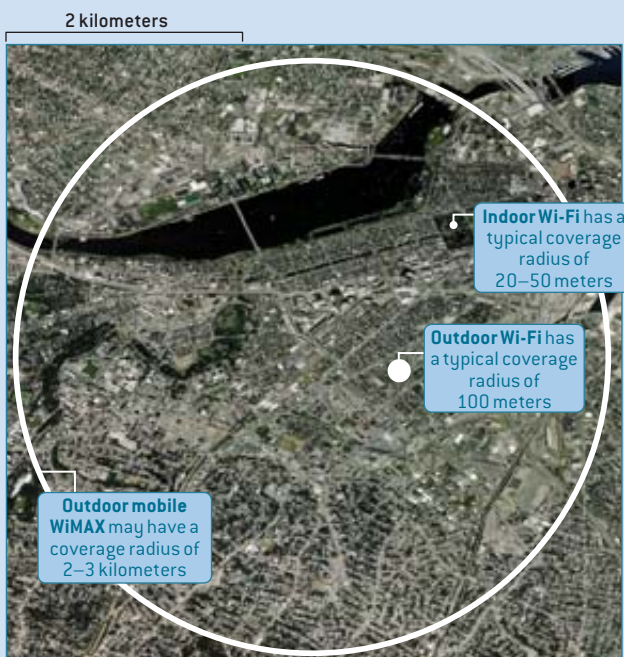 2 kilometers
Indoor Wi-Fi has a
typical coverage
radius of
20–50 meters
Outdoor Wi-Fi has
a typical coverage
radius of
100 meters
Outdoor mobile
WiMAX may have a
coverage radius of
2–3 kilometers